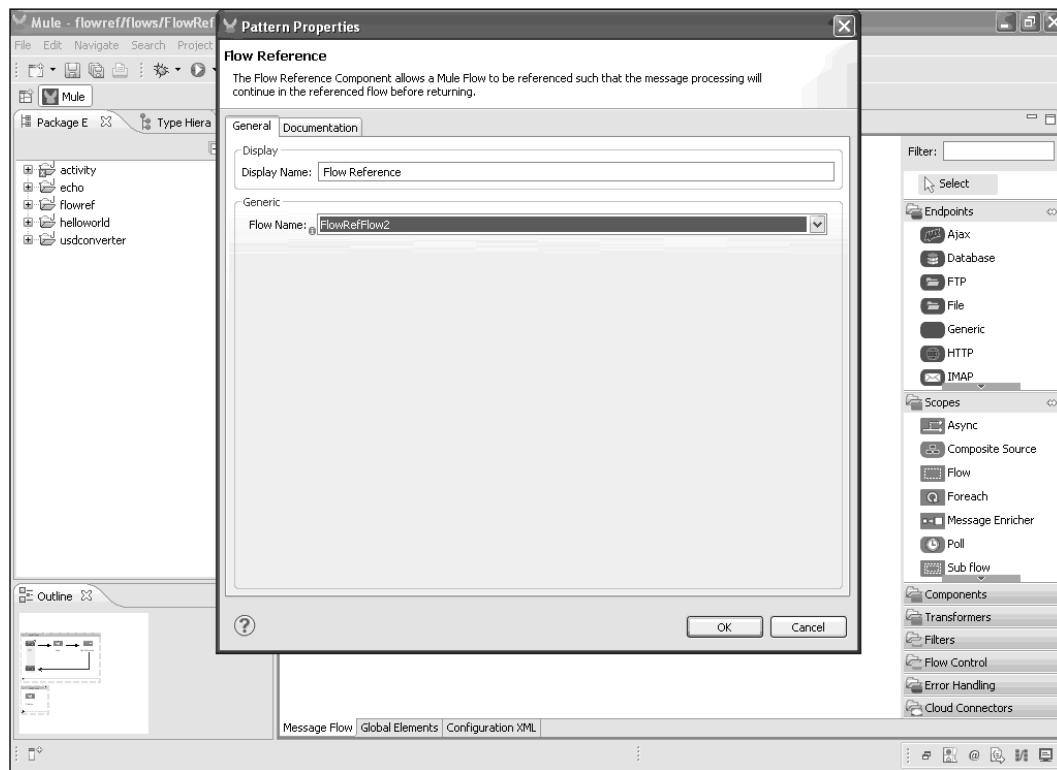 Mule - flowref/flows/FlowRef
Pattern Properties
File Edit Navigate Search Project
Flow Reference
The Flow Reference Component allows a Mule Flow to be referenced such that the message processing will
continue in the referenced flow before returning.
Mule
Package E
Type Hiera
General
Documentation
Display
Display Name: Flow Reference
Generic
Flow Name: FlowRefFlow2
activity
echo
flowref
helloworld
usdconverter
Filter:
Select
Endpoints
Ajax
Database
FTP
File
Generic
HTTP
IMAP
Scopes
Async
Composite Source
Flow
Foreach
Message Enricher
Poll
Sub flow
Components
Transformers
Filters
Flow Control
Error Handling
Cloud Connectors
Outline
?
OK
Cancel
Message Flow
Global Elements
Configuration XML
@